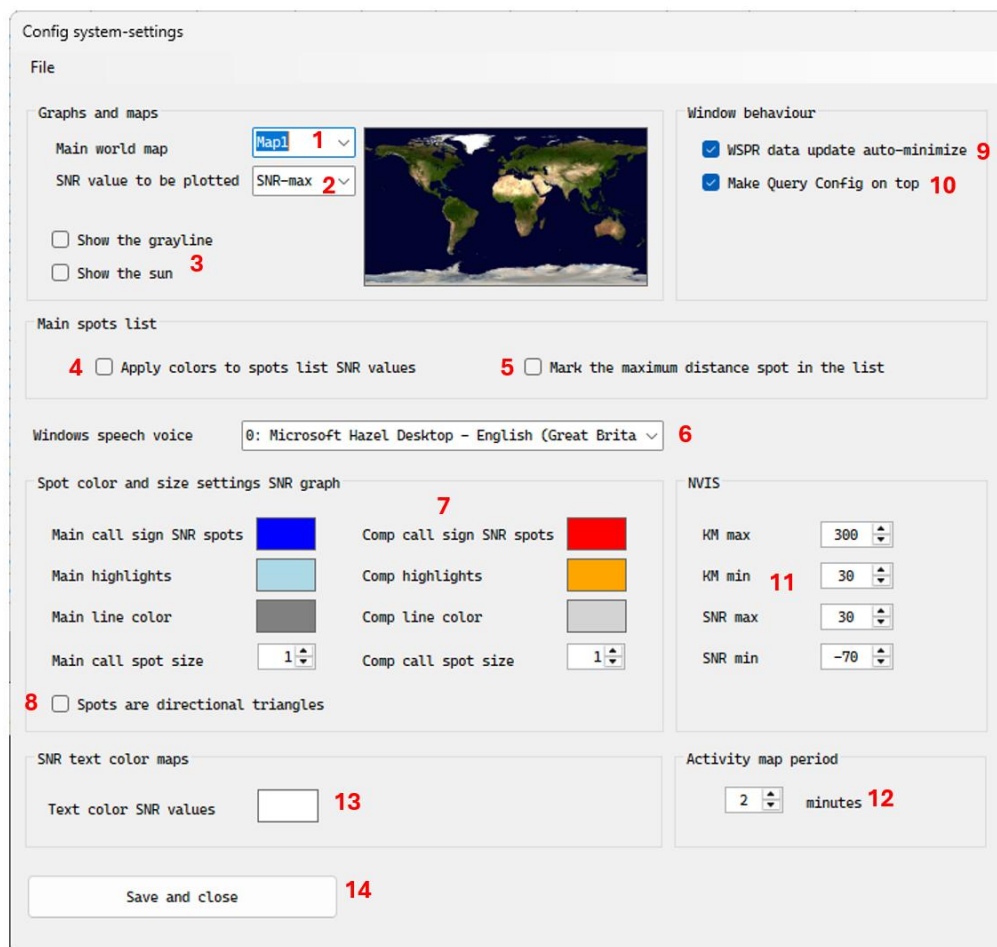 Config system-settings
File
Graphs and maps
Main world map Map1 1
SNR value to be plotted SNR-max 2
Show the grayline
3
Show the sun
Window behaviour
WSPR data update auto-minimize 9
Make Query Config on top 10
Main spots list
4 Apply colors to spots list SNR values 5 Mark the maximum distance spot in the list
Windows speech voice 0: Microsoft Hazel Desktop - English (Great Brita 6
Spot color and size settings SNR graph
7
Main call sign SNR spots Comp call sign SNR spots
Main highlights Comp highlights
Main line color Comp line color
Main call spot size 1 Comp call spot size 1
8 Spots are directional triangles
NVIS
KM max 300
KM min 11 30
SNR max 30
SNR min -70
SNR text color maps
Text color SNR values 13
Activity map period
2 minutes 12
Save and close 14